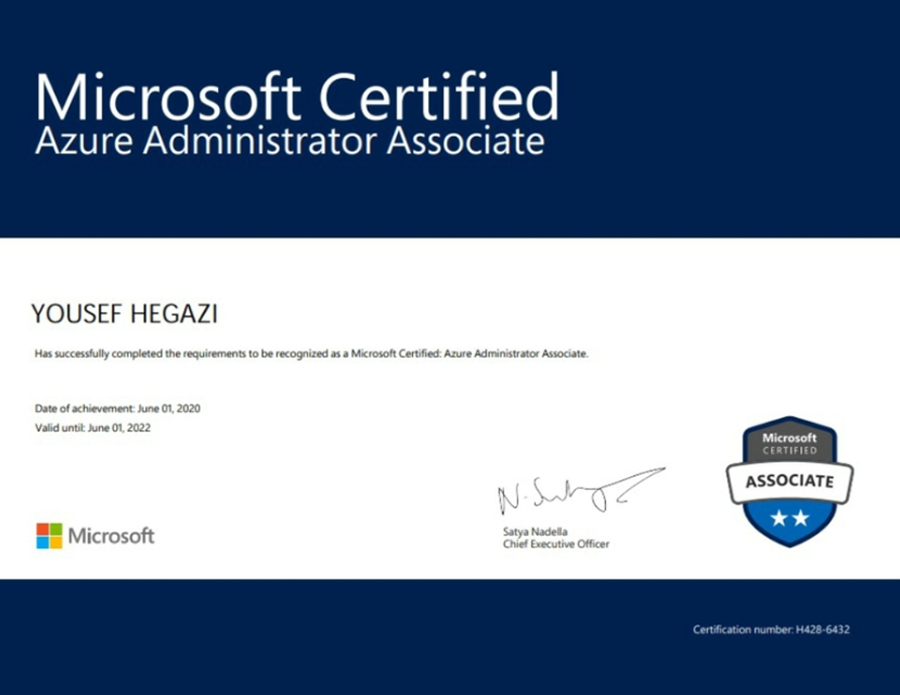 Microsoft Certified
Azure Administrator Associate
YOUSEF HEGAZI
Has successfully completed the requirements to be recognized as a Microsoft Certified: Azure Administrator Associate.
Date of achievement: June 01, 2020
Valid until: June 01, 2022
Microsoft
CERTIFIED
ASSOCIATE
N. Satya
Satya Nadella
Chief Executive Officer
Microsoft
Certification number: H428-6432